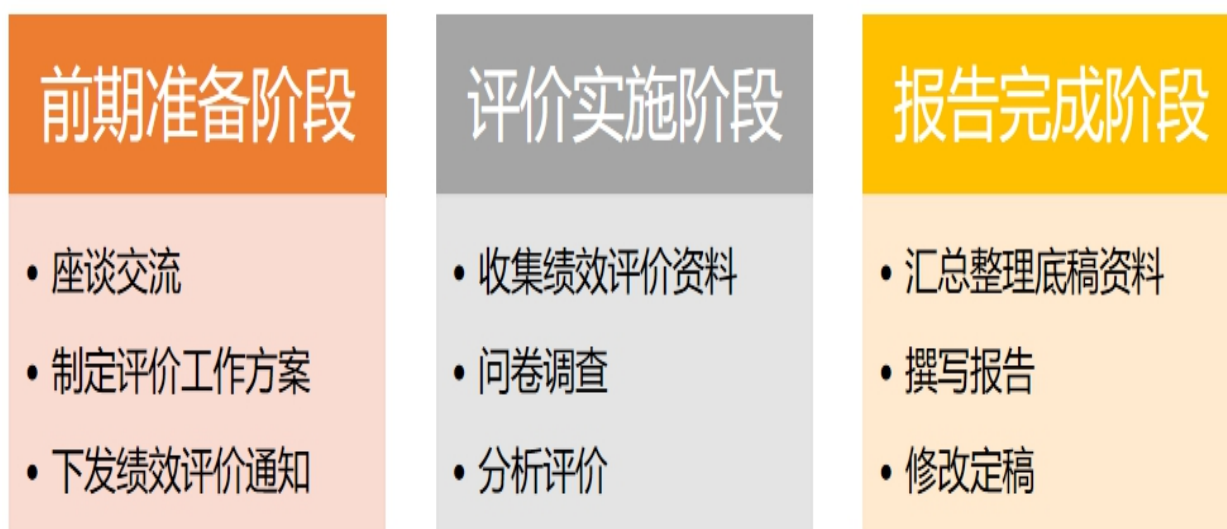 前期准备阶段
• 座谈交流
• 制定评价工作方案
• 下发绩效评价通知
评价实施阶段
• 收集绩效评价资料
• 问卷调查
• 分析评价
报告完成阶段
• 汇总整理底稿资料
• 撰写报告
• 修改定稿